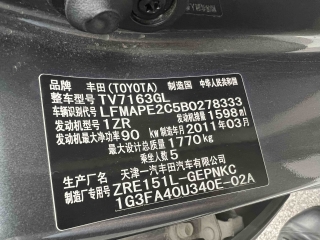 品牌 丰田(TOYOTA) 制造国 中华人民共和国
整车型号 TV7163GL
车辆识别代号 LFMAPE2C5B0278333
发动机型号 1ZR 发动机排量 1598ml
发动机最大净功率 90 kw 制造年月 2011年03月
最大设计总质量 1770kg
乘坐人数 5
生产厂名 天津一汽丰田汽车有限公司
制造厂专用号 ZRE151L-GEPNKC
1G3FA40U340E-02A